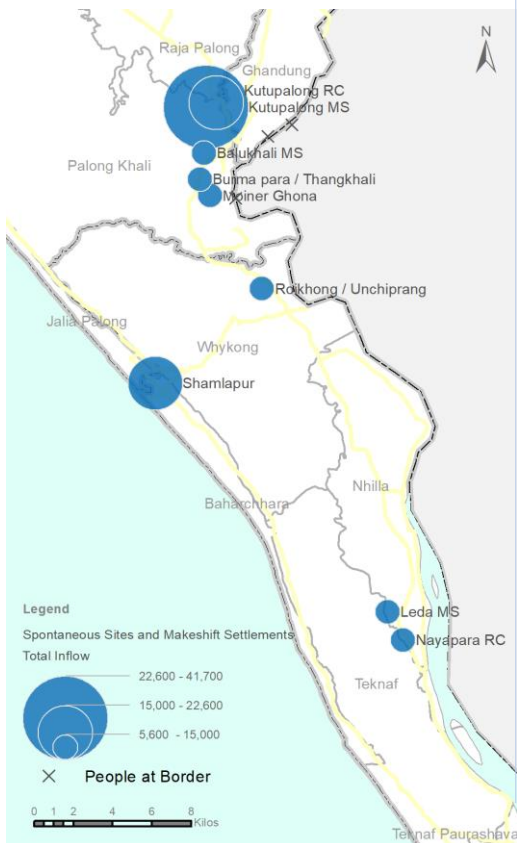 N
Raja Palong
Ghandung
Kutupalong RC
Kutupalong MS
Balukhali MS
Palong Khali
Burma para / Thangkhali
Moiner Ghona
Roikhong / Unchiprang
Jalia Palong
Whykong
Shamlapur
Nhilla
Baharchhara
Leda MS
Nayapara RC
Teknaf
Legend
Spontaneous Sites and Makeshift Settlements
Total Inflow
22,600 - 41,700
15,000 - 22,600
5,600 - 15,000
People at Border
0 1 2 4 6 8
Kilos
Teknaf Paurashava